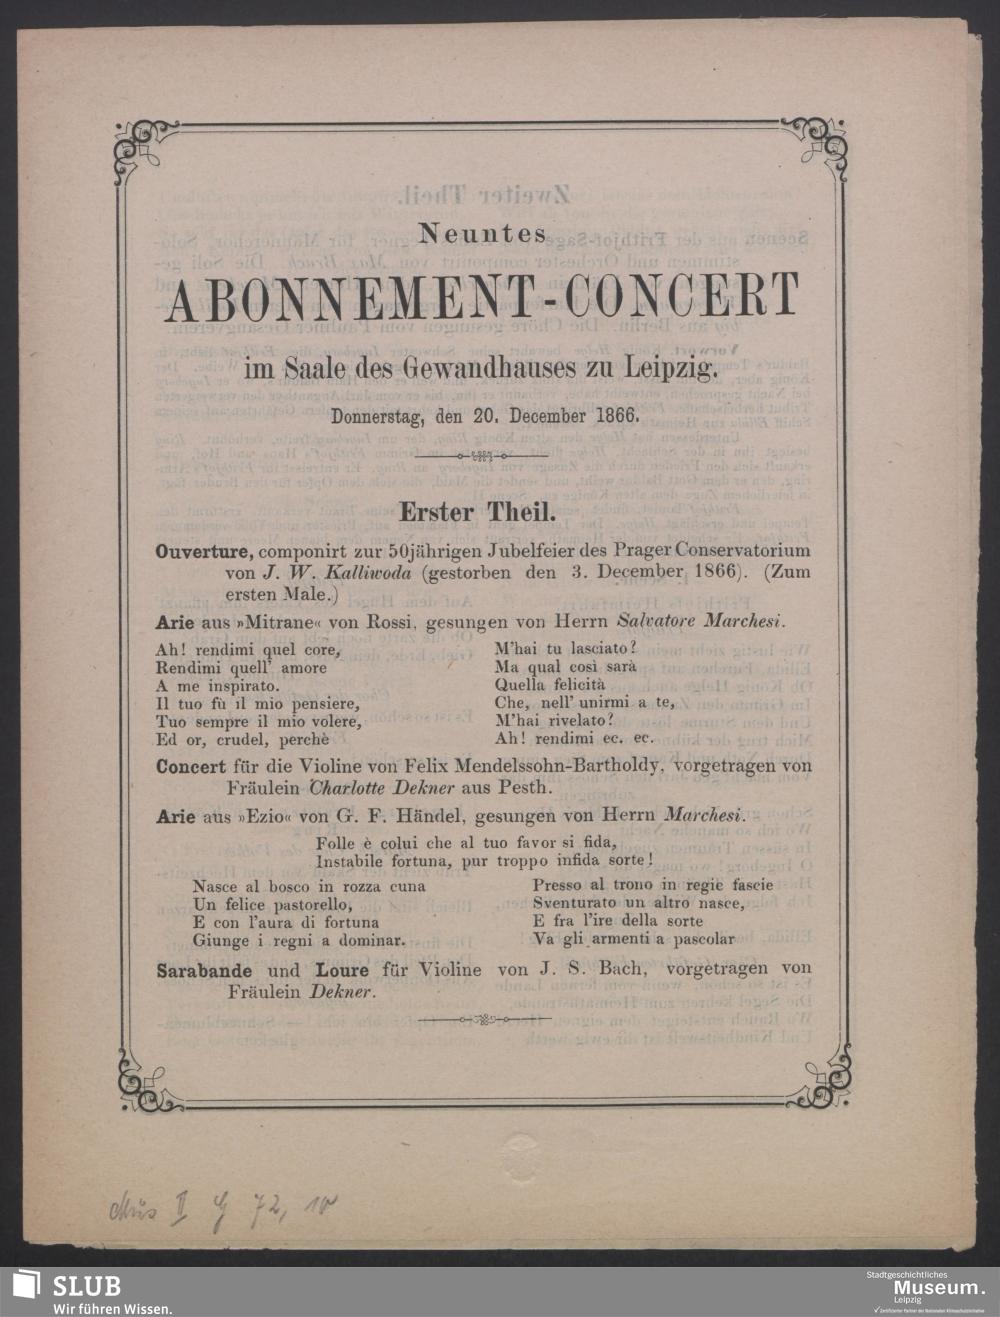 Neuntes
ABONNEMENT-CONCERT
im Saale des Gewandhauses zu Leipzig.
Donnerstag, den 20. December 1866.
Erster Theil.
Ouverture, componirt zur 50jährigen Jubelfeier des Prager Conservatorium
von J. W. Kalliwoda (gestorben den 3. December 1866). (Zum
ersten Male.)
Arie aus »Mitrane« von Rossi, gesungen von Herrn Salvatore Marchesi.
Ah! rendimi quel core,
Rendimi quell' amore
A me inspirato.
Il tuo fù il mio pensiere,
Tuo sempre il mio volere,
Ed or, crudel, perchè
M'hai tu lasciato?
Ma qual così sarà
Quella felicità
Che, nell' unirmi a te,
M'hai rivelato?
Ah! rendimi ec. ec.
Concert für die Violine von Felix Mendelssohn-Bartholdy, vorgetragen von
Fräulein Charlotte Dekner aus Pesth.
Arie aus »Ezio« von G. F. Händel, gesungen von Herrn Marchesi.
Folle è colui che al tuo favor si fida,
Instabile fortuna, pur troppo infida sorte!
Nasce al bosco in rozza cuna
Un felice pastorello,
E con l'aura di fortuna
Giunge i regni a dominar.
Presso al trono in regie fascie
Sventurato un altro nasce,
E fra l'ire della sorte
Va gli armenti a pascolar
Sarabande und Loure für Violine von J. S. Bach, vorgetragen von
Fräulein Dekner.
Mus II 72, 10
SLUB
Wir führen Wissen.
Stadtgeschichtliches
Museum.
Leipzig
Zertifizierter Partner der Nationalen Klimaschutzinitiative